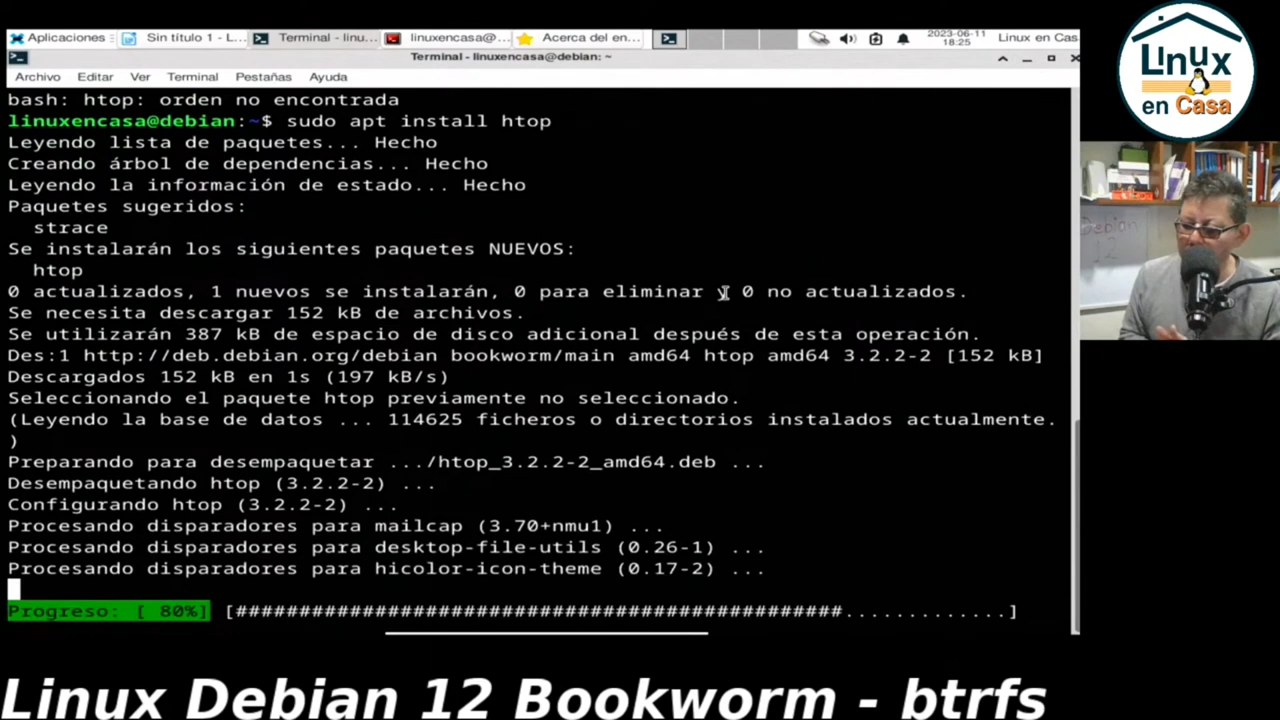 Aplicaciones
Sin título 1 - L...
Terminal - linu...
linuxencasa@...
Acerca del en...
2023-06-11
18:25
Linux en Cas
Terminal - linuxencasa@debian: ~
Archivo Editar Ver Terminal Pestañas Ayuda
bash: htop: orden no encontrada
linuxencasa@debian:~$ sudo apt install htop
Leyendo lista de paquetes... Hecho
Creando árbol de dependencias... Hecho
Leyendo la información de estado... Hecho
Paquetes sugeridos:
strace
Se instalarán los siguientes paquetes NUEVOS:
htop
0 actualizados, 1 nuevos se instalarán, 0 para eliminar y 0 no actualizados.
Se necesita descargar 152 kB de archivos.
Se utilizarán 387 kB de espacio de disco adicional después de esta operación.
Des:1 http://deb.debian.org/debian bookworm/main amd64 htop amd64 3.2.2-2 [152 kB]
Descargados 152 kB en 1s (197 kB/s)
Seleccionando el paquete htop previamente no seleccionado.
(Leyendo la base de datos ... 114625 ficheros o directorios instalados actualmente.
)
Preparando para desempaquetar .../htop_3.2.2-2_amd64.deb ...
Desempaquetando htop (3.2.2-2) ...
Configurando htop (3.2.2-2) ...
Procesando disparadores para mailcap (3.70+nmu1) ...
Procesando disparadores para desktop-file-utils (0.26-1) ...
Procesando disparadores para hicolor-icon-theme (0.17-2) ...
Progreso: [ 80%] [################################################.............]
Linux
en Casa
Debian
12
Linux Debian 12 Bookworm - btrfs